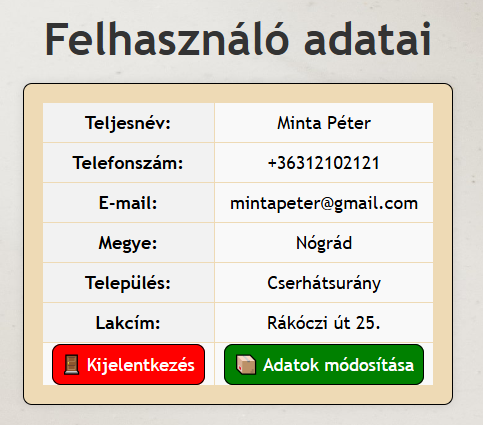 Felhasználó adatai
Teljesnév: Minta Péter
Telefonszám: +36312102121
E-mail: mintapeter@gmail.com
Megye: Nógrád
Település: Cserhátsurány
Lakcím: Rákóczi út 25.
Kijelentkezés Adatok módosítása